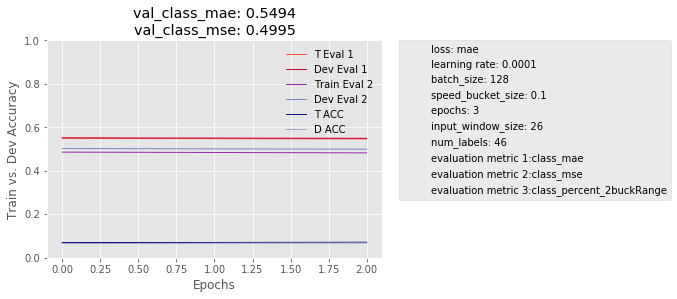 val_class_mae: 0.5494
val_class_mse: 0.4995
Train vs. Dev Accuracy
1.0
0.8
0.6
0.4
0.2
0.0
T Eval 1
Dev Eval 1
Train Eval 2
Dev Eval 2
T ACC
D ACC
0.00 0.25 0.50 0.75 1.00 1.25 1.50 1.75 2.00
Epochs
loss: mae
learning rate: 0.0001
batch_size: 128
speed_bucket_size: 0.1
epochs: 3
input_window_size: 26
num_labels: 46
evaluation metric 1:class_mae
evaluation metric 2:class_mse
evaluation metric 3:class_percent_2buckRange